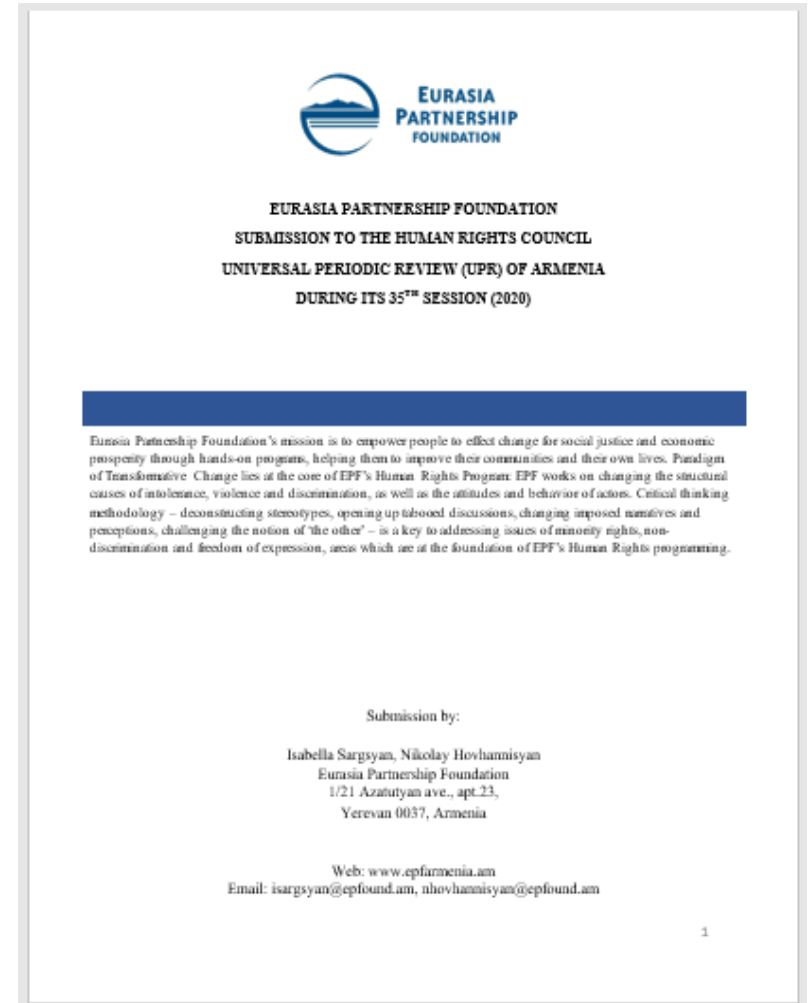 EURASIA
PARTNERSHIP
FOUNDATION
EURASIA PARTNERSHIP FOUNDATION
SUBMISSION TO THE HUMAN RIGHTS COUNCIL
UNIVERSAL PERIODIC REVIEW (UPR) OF ARMENIA
DURING ITS 35TH SESSION (2020)
Eurasia Partnership Foundation's mission is to empower people to effect change for social justice and economic
prosperity through hands-on programs, helping them to improve their communities and their own lives. Paradigm
of Transformative Change lies at the core of EPF's Human Rights Program: EPF works on changing the structural
causes of intolerance, violence and discrimination, as well as the attitudes and behavior of actors. Critical thinking
methodology – deconstructing stereotypes, opening up tabooed discussions, changing imposed narratives and
perceptions, challenging the notion of 'the other' – is a key to addressing issues of minority rights, non-
discrimination and freedom of expression, areas which are at the foundation of EPF's Human Rights programming.
Submission by:
Isabella Sargsyan, Nikolay Hovhannisyan
Eurasia Partnership Foundation
1/21 Azatutyan ave., apt.23,
Yerevan 0037, Armenia
Web: www.epfarmenia.am
Email: isargsyan@epfound.am, nhovhannisyan@epfound.am
1